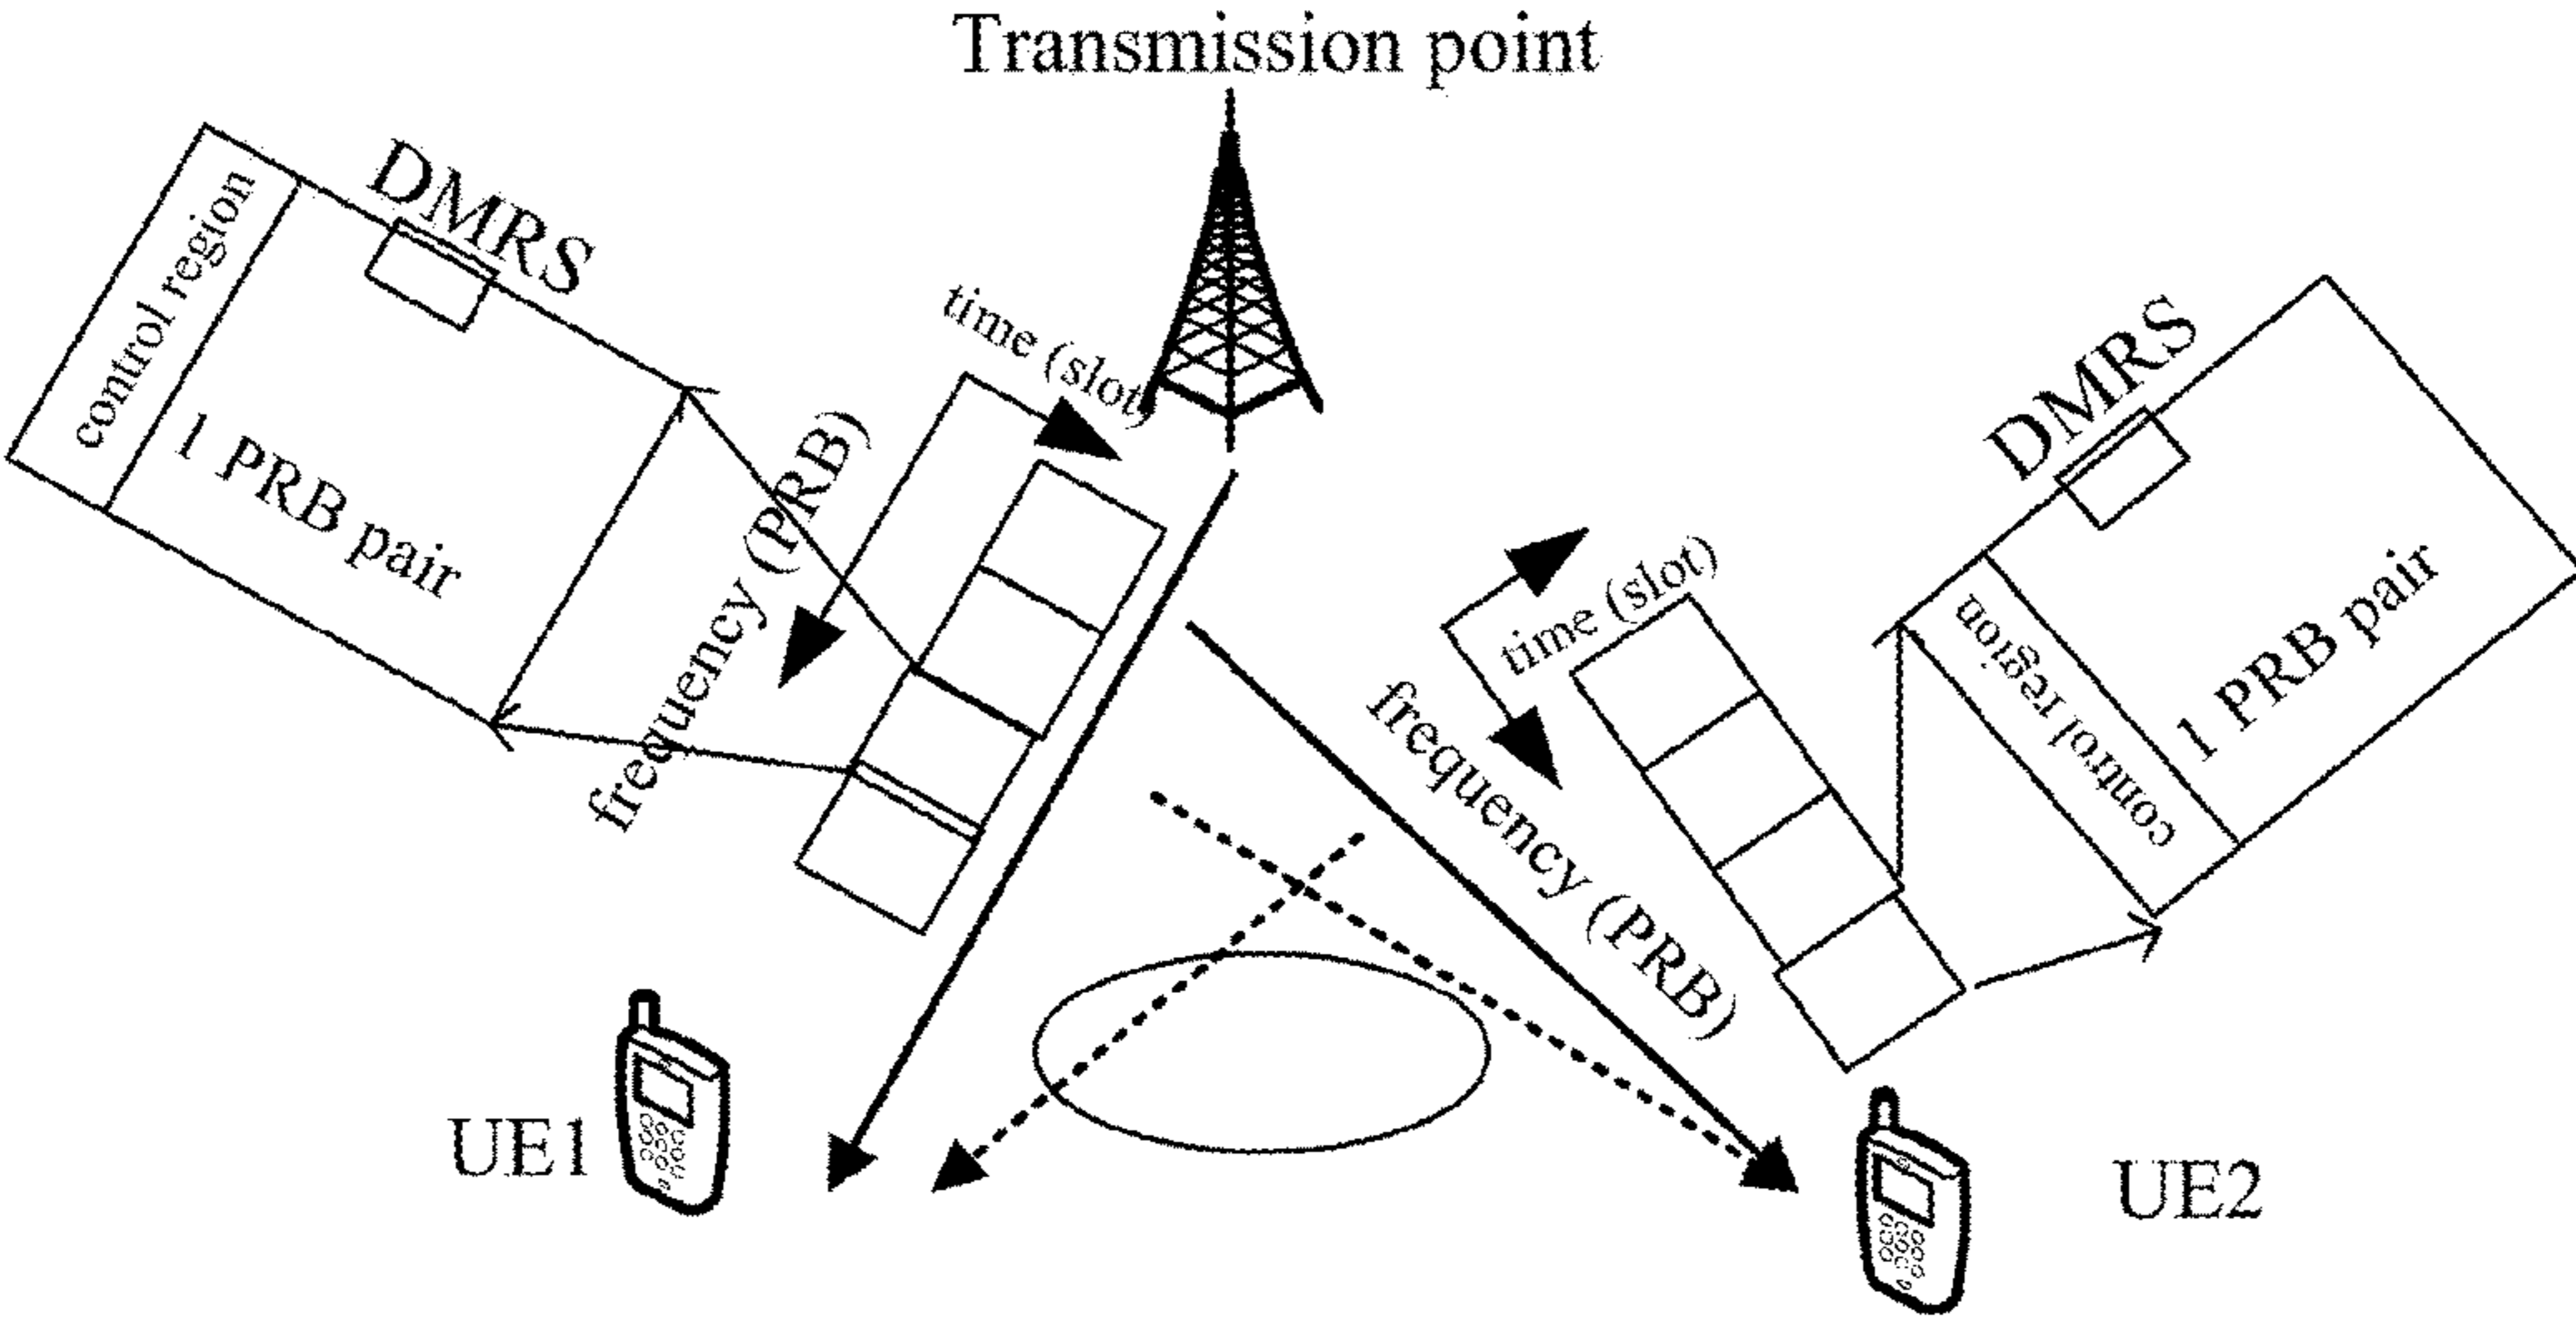 Transmission point
DMRS
control region
1 PRB pair
time (slot)
frequency (PRB)
DMRS
time (slot)
frequency (PRB)
control region
1 PRB pair
UE1
UE2